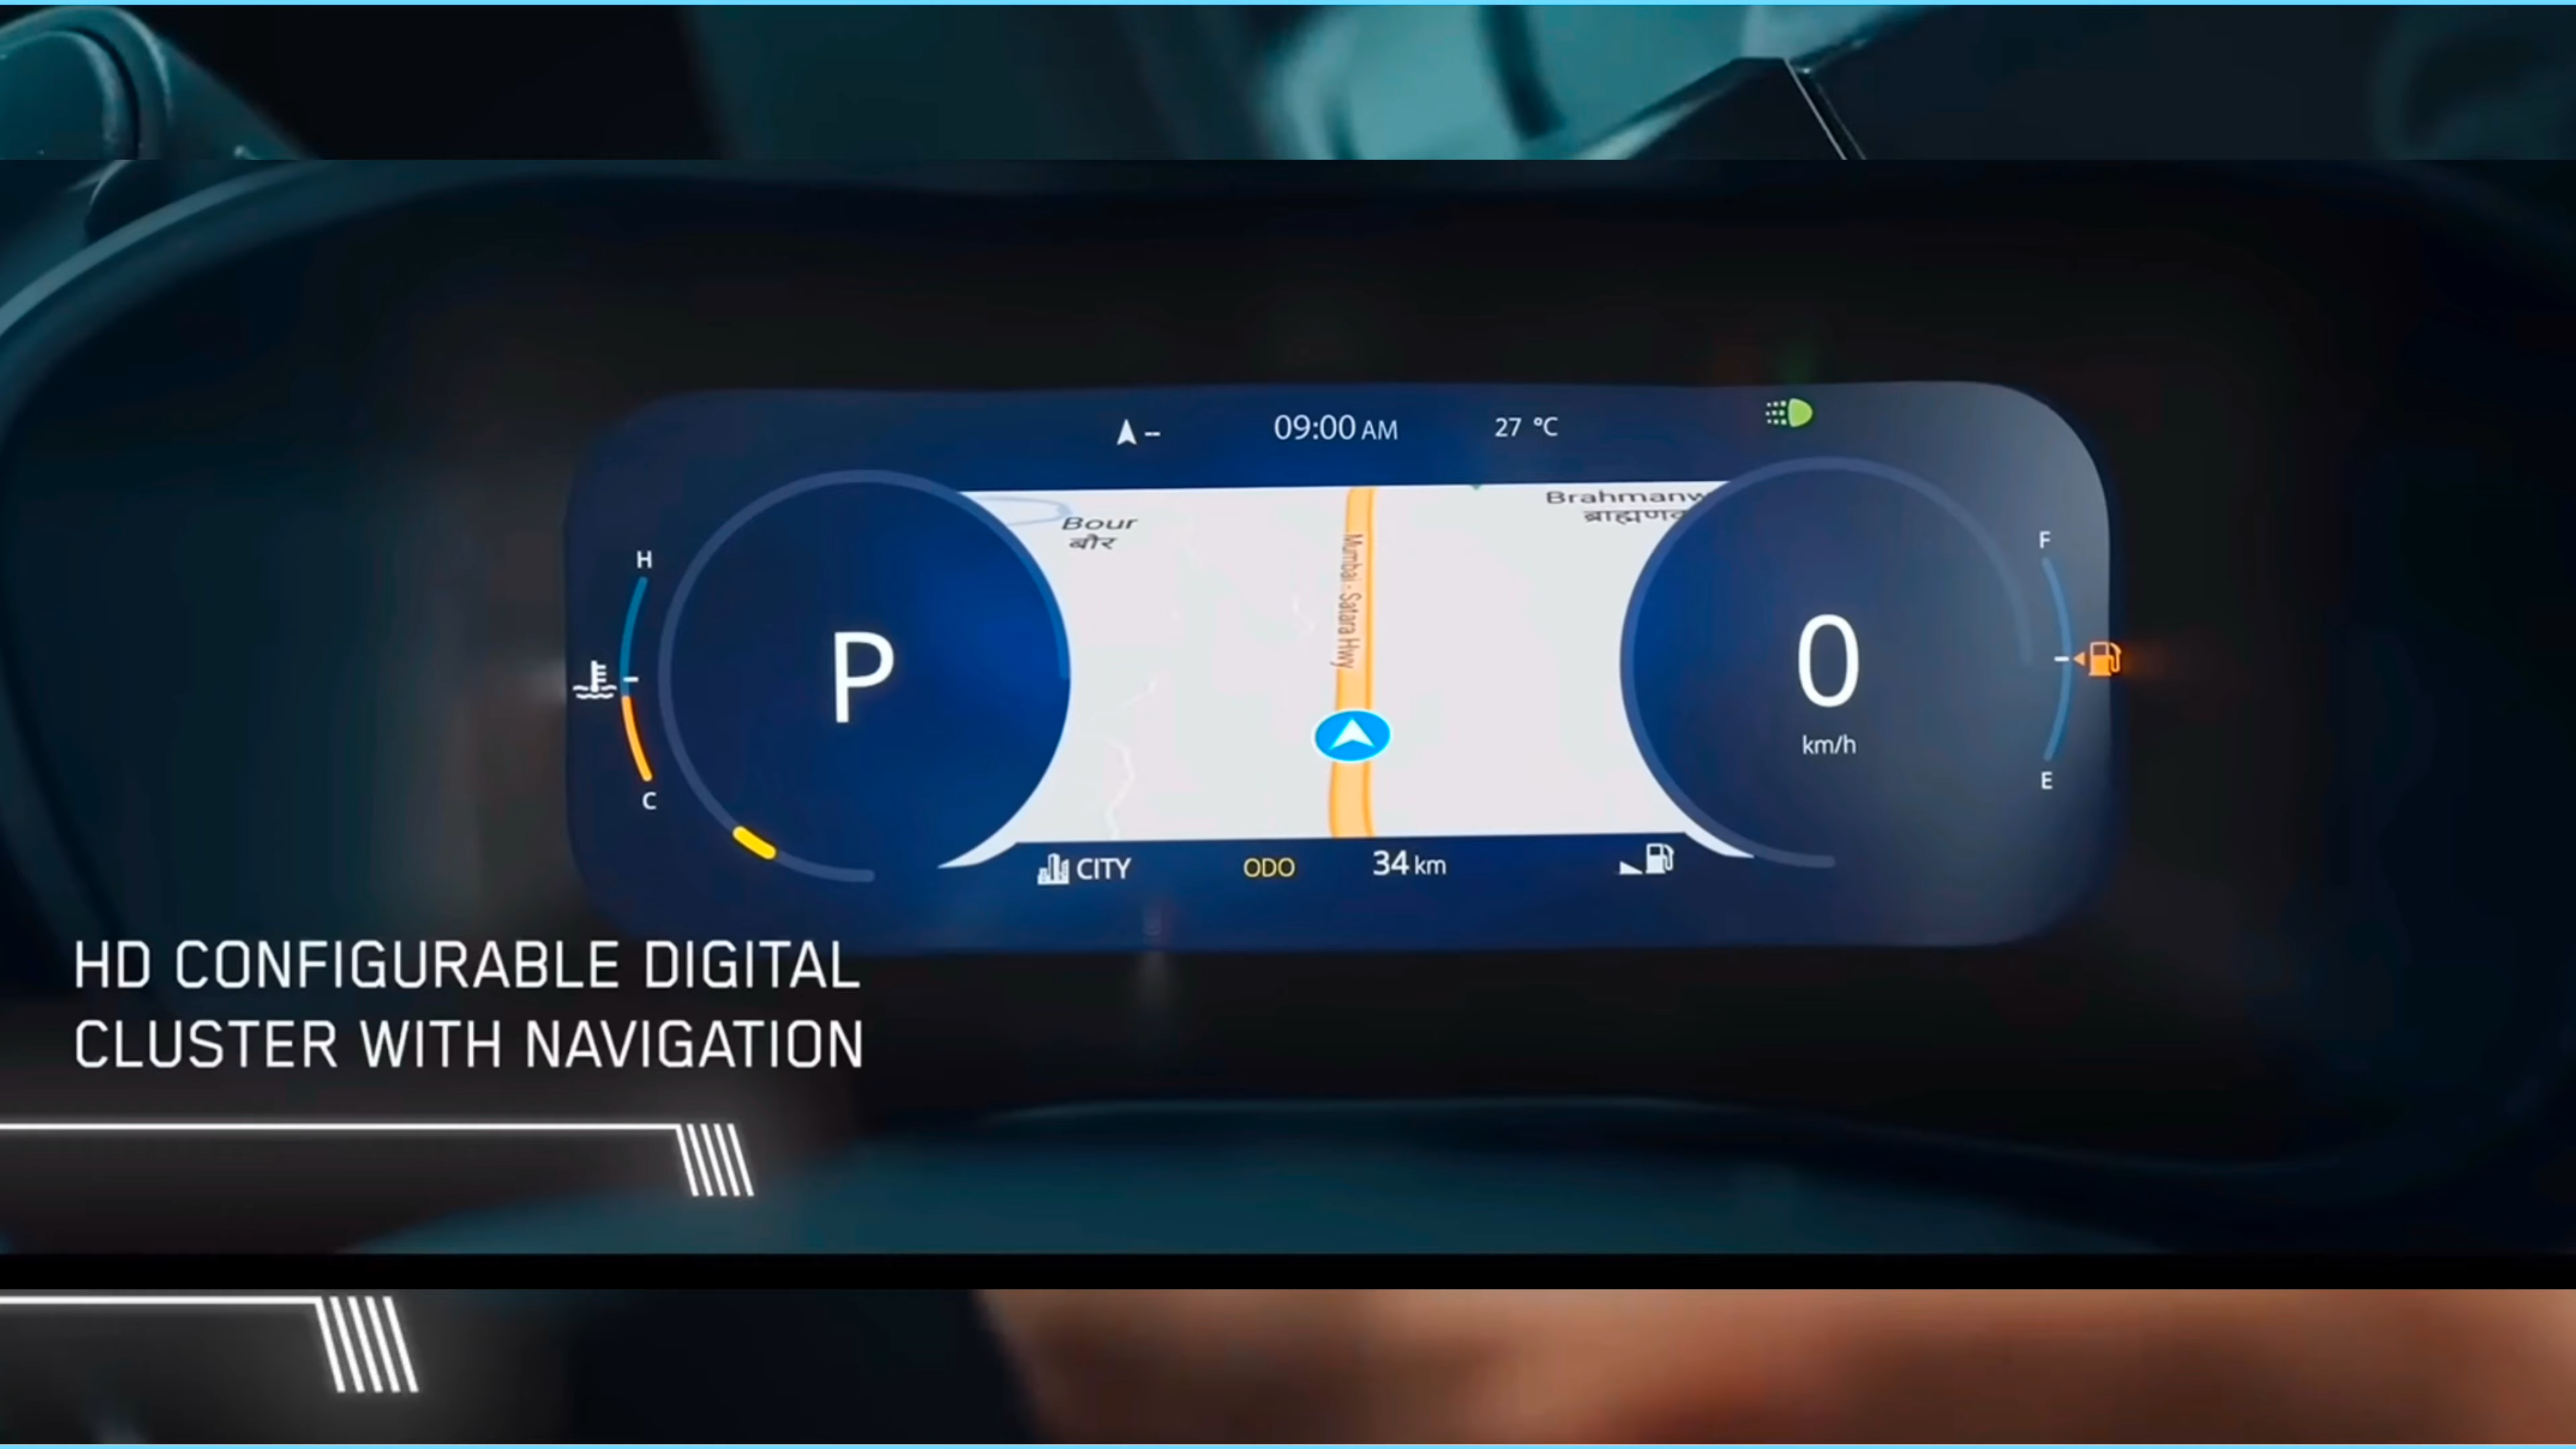 -- 09:00 AM 27 °C
Bour
बौर
Mumbai - Satara Hwy
H
C
P
0
km/h
F
E
CITY ODO 34 km
HD CONFIGURABLE DIGITAL
CLUSTER WITH NAVIGATION